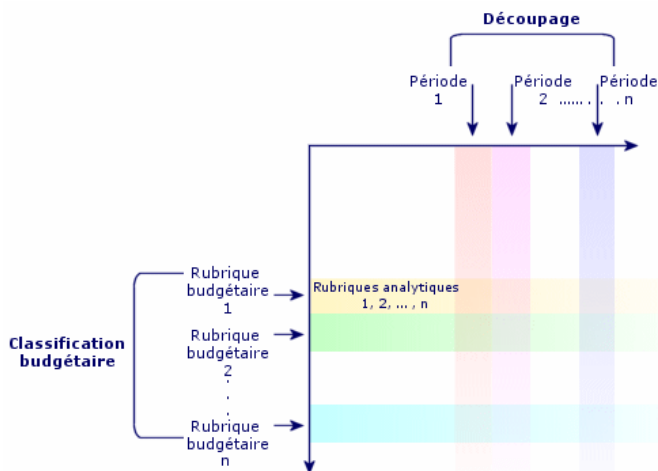 Découpage
Période
1
Période
2 ...... . . .
Période
n
Rubrique
budgétaire
1
Rubriques analytiques
1, 2, ... , n
Classification
budgétaire
Rubrique
budgétaire
2
.
.
.
Rubrique
budgétaire
n